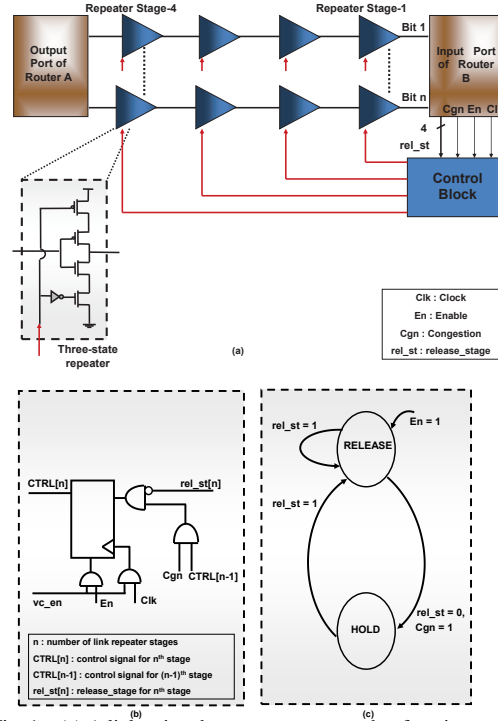 Repeater Stage-4
Repeater Stage-1
Output
Port of
Router A
Bit 1
Input Port
of Router
B
Bit n
Cgn En Cl
4
rel_st
Control
Block
Three-state
repeater
(a)
Clk : Clock
En : Enable
Cgn : Congestion
rel_st : release_stage
CTRL[n]
rel_st[n]
Cgn CTRL[n-1]
vc_en
En
Clk
n : number of link repeater stages
CTRL[n] : control signal for nth stage
CTRL[n-1] : control signal for (n-1)th stage
rel_st[n] : release_stage for nth stage
(b)
rel_st = 1
En = 1
RELEASE
rel_st = 1
HOLD
rel_st = 0,
Cgn = 1
(c)